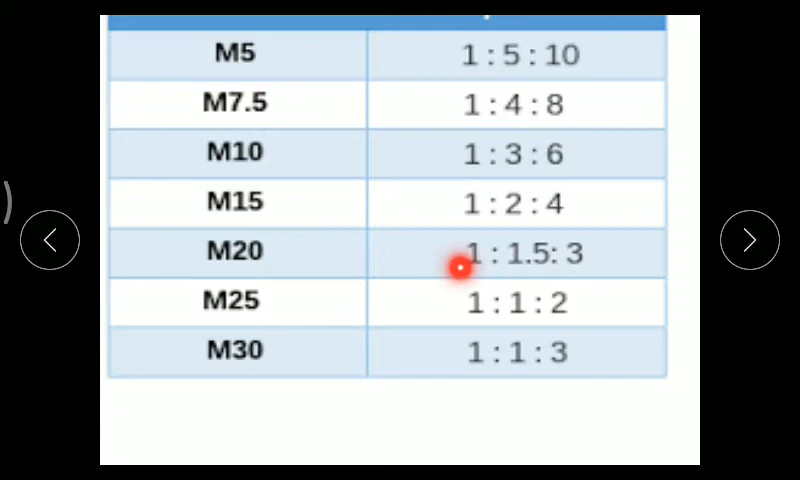 M5 1 : 5 : 10
M7.5 1 : 4 : 8
M10 1 : 3 : 6
M15 1 : 2 : 4
M20 1 : 1.5: 3
M25 1 : 1 : 2
M30 1 : 1 : 3